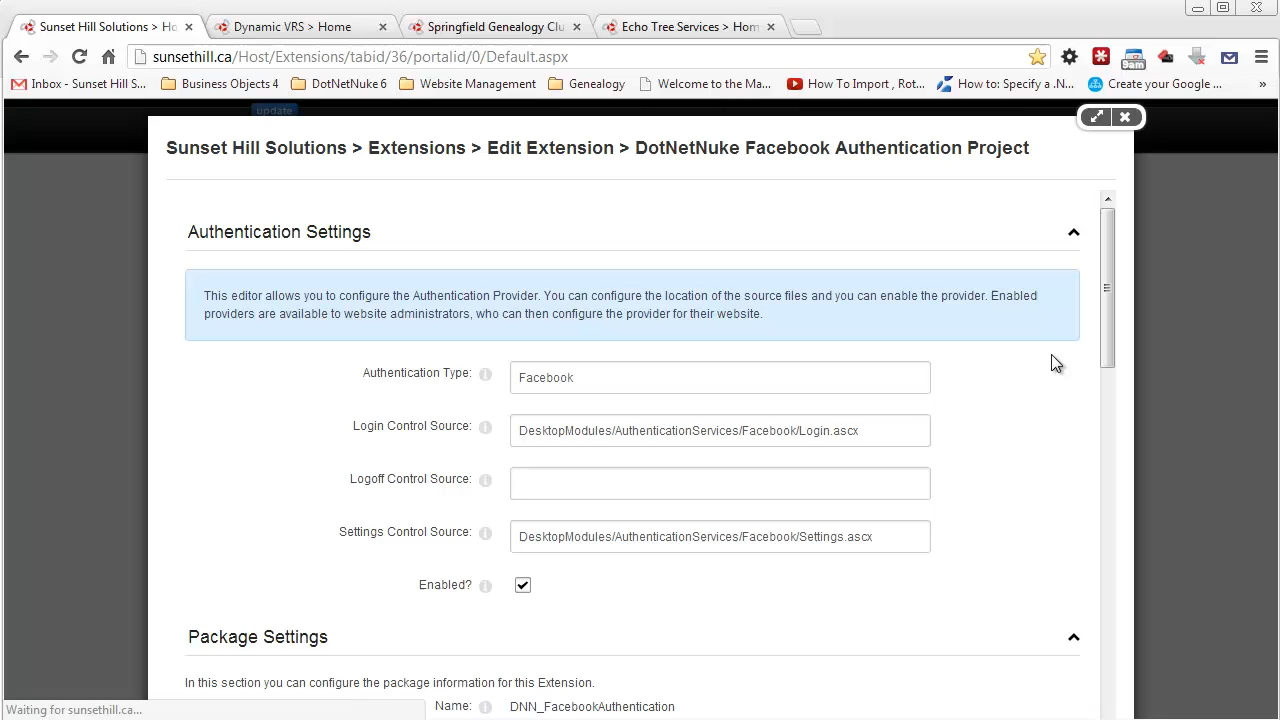 Sunset Hill Solutions > Ho
Dynamic VRS > Home
Springfield Genealogy Clu
Echo Tree Services > Hom
sunsethill.ca/Host/Extensions/tabid/36/portalid/0/Default.aspx
9am
Inbox - Sunset Hill S...
Business Objects 4
DotNetNuke 6
Website Management
Genealogy
Welcome to the Ma...
How To Import , Rot...
How to: Specify a .N...
Create your Google ...
»
update
Sunset Hill Solutions > Extensions > Edit Extension > DotNetNuke Facebook Authentication Project
Authentication Settings
This editor allows you to configure the Authentication Provider. You can configure the location of the source files and you can enable the provider. Enabled
providers are available to website administrators, who can then configure the provider for their website.
Authentication Type:
Facebook
Login Control Source:
DesktopModules/AuthenticationServices/Facebook/Login.ascx
Logoff Control Source:
Settings Control Source:
DesktopModules/AuthenticationServices/Facebook/Settings.ascx
Enabled?
Package Settings
In this section you can configure the package information for this Extension.
Name:
DNN_FacebookAuthentication
Waiting for sunsethill.ca...